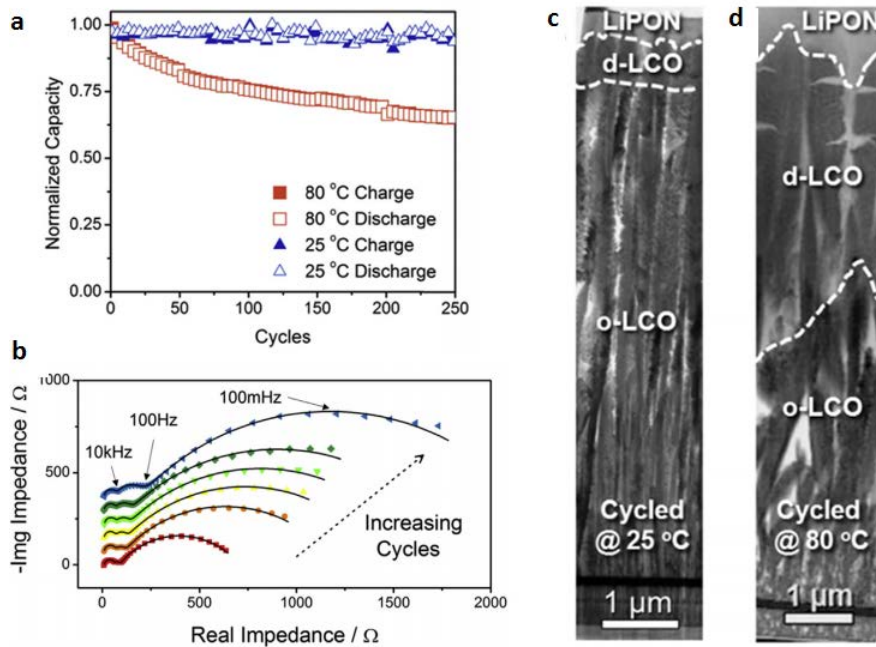 a
1.00
0.75
0.50
0.25
0.00
Normalized Capacity
80 °C Charge
80 °C Discharge
25 °C Charge
25 °C Discharge
0 50 100 150 200 250
Cycles
b
500
250
0
-Img Impedance / Ω
10kHz
100Hz
100mHz
Increasing
Cycles
0 500 1000 1500 2000
Real Impedance / Ω
c
LiPON
d-LCO
o-LCO
Cycled
@ 25 °C
1 μm
d
LiPON
d-LCO
o-LCO
Cycled
@ 80 °C
1 μm